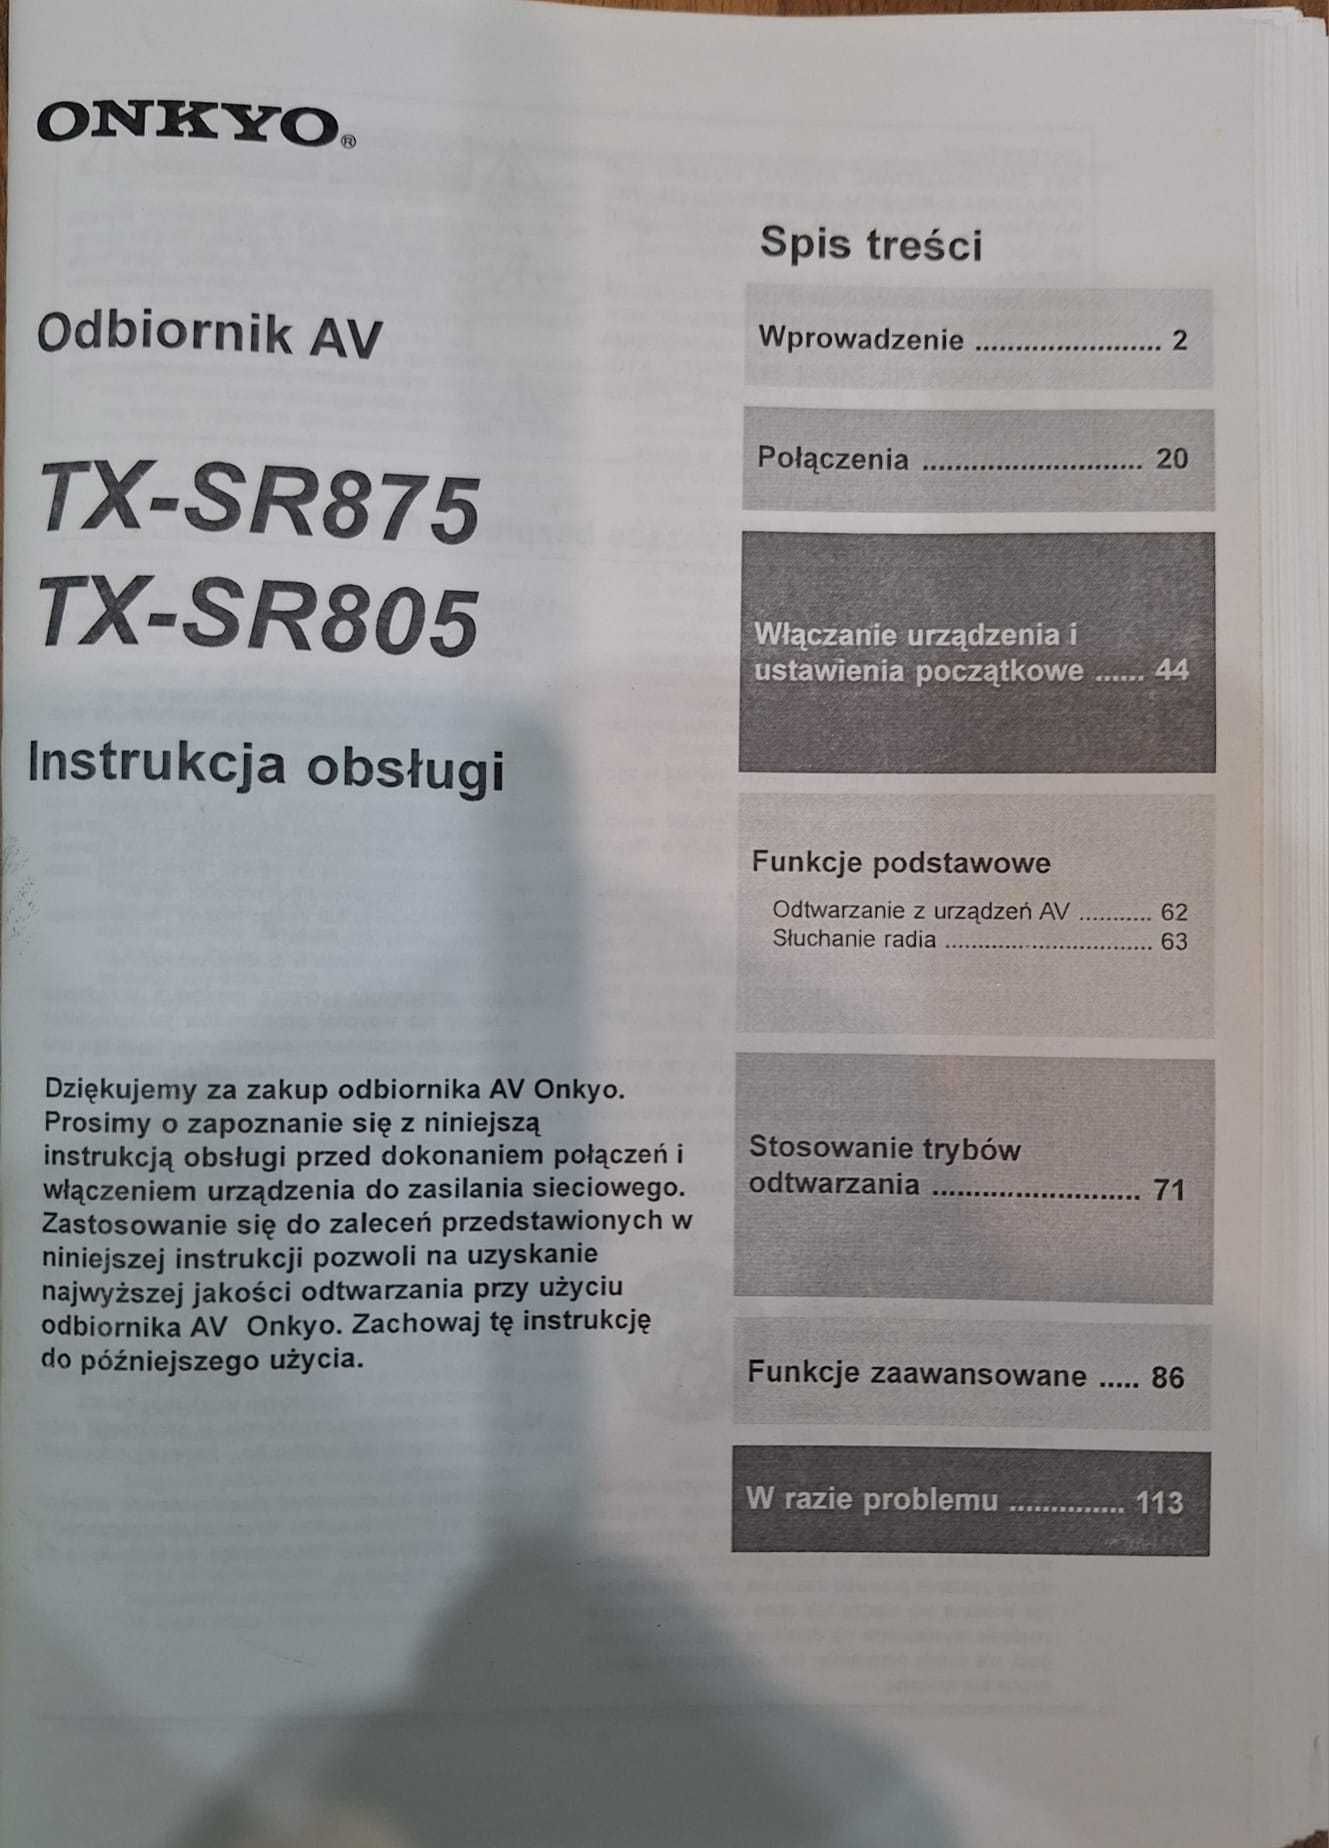 ONKYO®
Odbiornik AV
TX-SR875
TX-SR805
Instrukcja obsługi
Dziękujemy za zakup odbiornika AV Onkyo.
Prosimy o zapoznanie się z niniejszą
instrukcją obsługi przed dokonaniem połączeń i
włączeniem urządzenia do zasilania sieciowego.
Zastosowanie się do zaleceń przedstawionych w
niniejszej instrukcji pozwoli na uzyskanie
najwyższej jakości odtwarzania przy użyciu
odbiornika AV Onkyo. Zachowaj tę instrukcję
do późniejszego użycia.
Spis treści
Wprowadzenie ....................... 2
Połączenia ........................... 20
Włączanie urządzenia i
ustawienia początkowe ...... 44
Funkcje podstawowe
Odtwarzanie z urządzeń AV ........... 62
Słuchanie radia ................................ 63
Stosowanie trybów
odtwarzania ......................... 71
Funkcje zaawansowane ..... 86
W razie problemu .............. 113